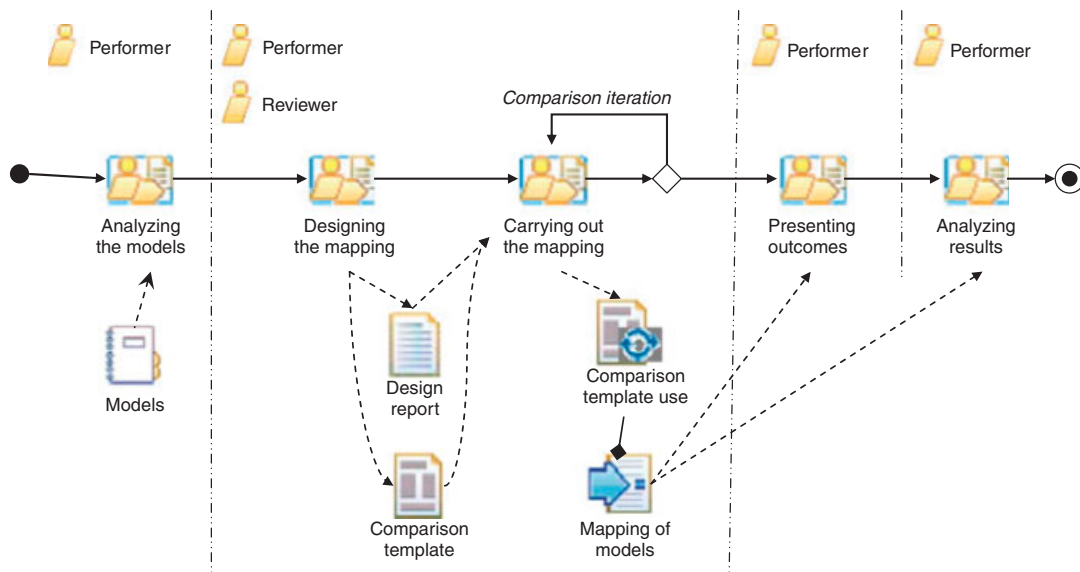 Performer
Performer
Reviewer
Performer
Performer
Comparison iteration
Analyzing
the models
Designing
the mapping
Carrying out
the mapping
Presenting
outcomes
Analyzing
results
Models
Design
report
Comparison
template use
Comparison
template
Mapping of
models